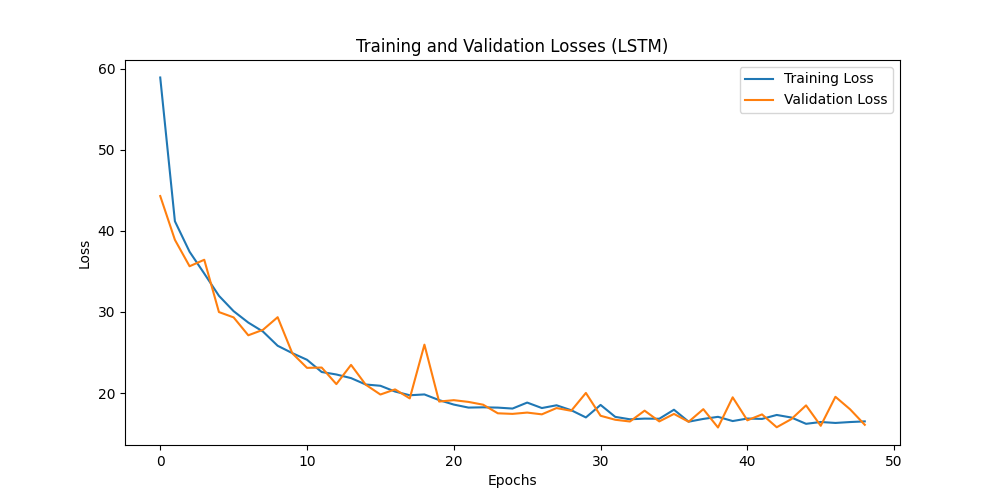 Training and Validation Losses (LSTM)
Training Loss
Validation Loss
60
50
40
30
20
Loss
0 10 20 30 40 50
Epochs